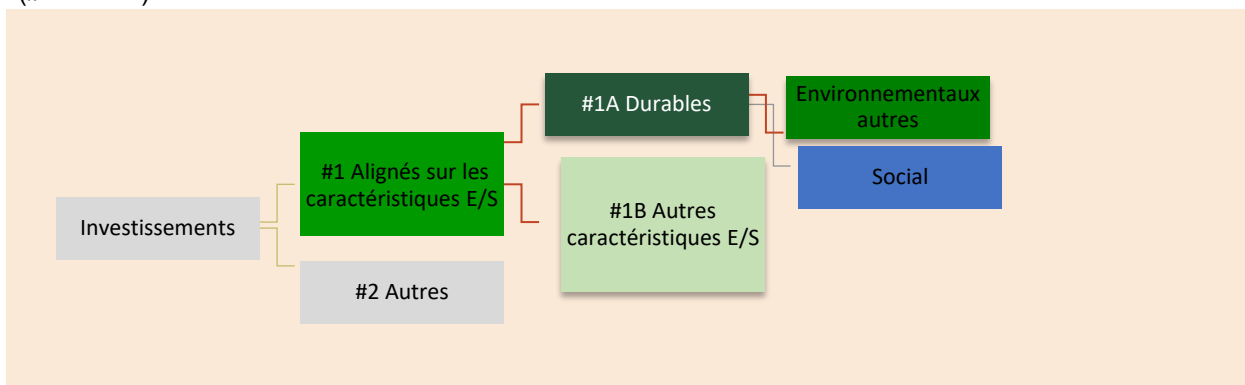 #1A Durables
Environnementaux
autres
#1 Alignés sur les
caractéristiques E/S
Social
#1B Autres
caractéristiques E/S
Investissements
#2 Autres